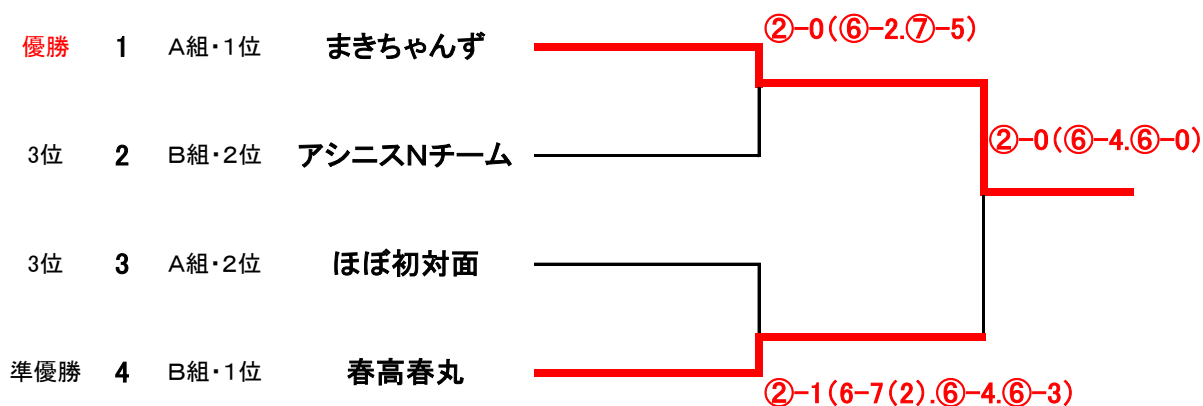 ②-0(⑥-2.⑦-5)
優勝 1 A組・1位 まきちゃんず
②-0(⑥-4.⑥-0)
3位 2 B組・2位 アシニスNチーム
3位 3 A組・2位 ほぼ初対面
準優勝 4 B組・1位 春高春丸
②-1(6-7(2).⑥-4.⑥-3)